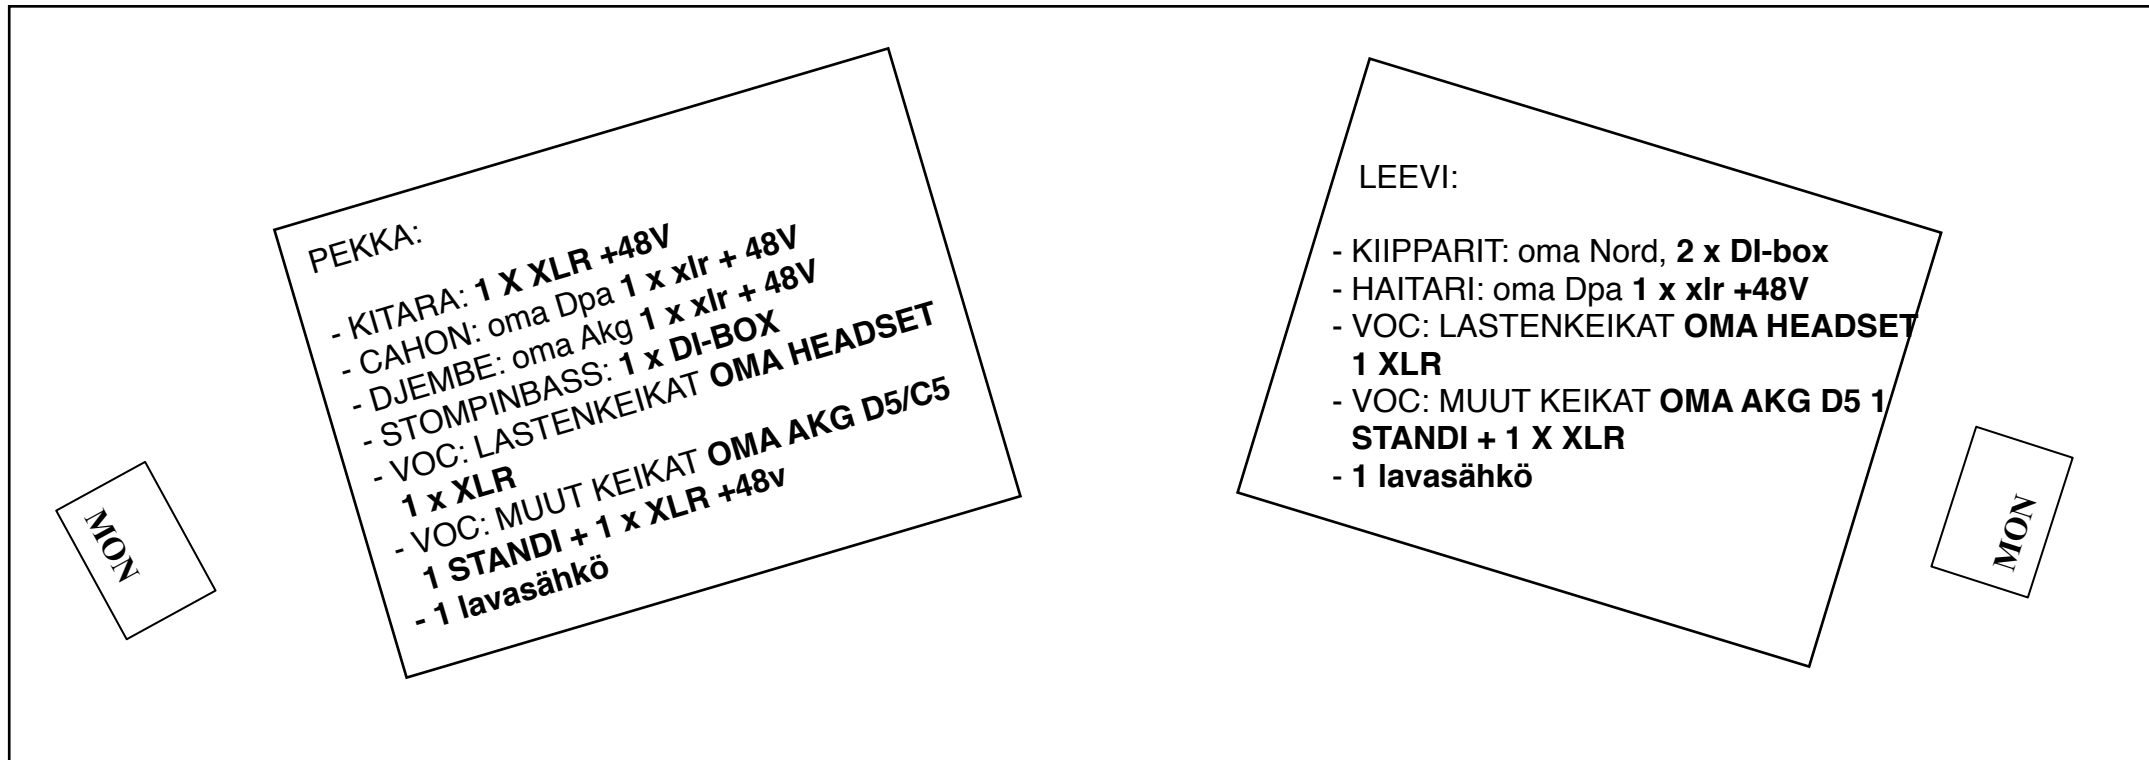 PEKKA:
- KITARA: 1 X XLR +48V
- CAHON: oma Dpa 1 x xlr + 48V
- DJEMBE: oma Akg 1 x xlr + 48V
- STOMPINBASS: 1 x DI-BOX
- VOC: LASTENKEIKAT OMA HEADSET
1 x XLR
- VOC: MUUT KEIKAT OMA AKG D5/C5
1 STANDI + 1 x XLR +48v
- 1 lavasähkö
MON
LEEVI:
- KIIPPARIT: oma Nord, 2 x DI-box
- HAITARI: oma Dpa 1 x xlr +48V
- VOC: LASTENKEIKAT OMA HEADSET
1 XLR
- VOC: MUUT KEIKAT OMA AKG D5 1
STANDI + 1 X XLR
- 1 lavasähkö
MON